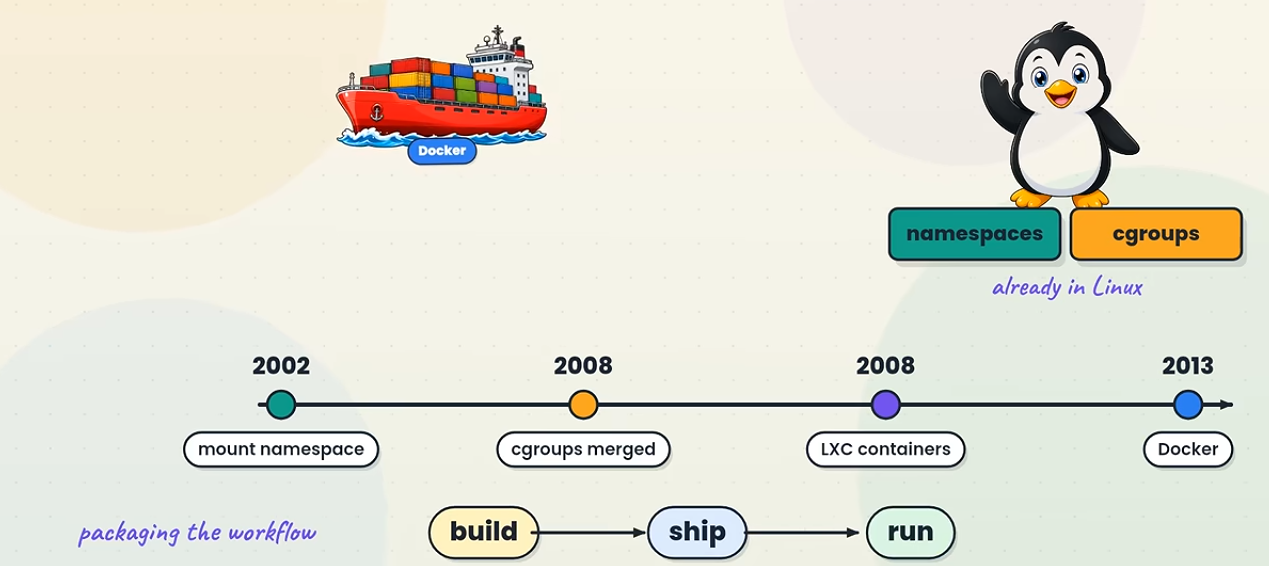 Docker
namespaces
cgroups
already in Linux
2002
2008
2008
2013
mount namespace
cgroups merged
LXC containers
Docker
packaging the workflow
build
ship
run